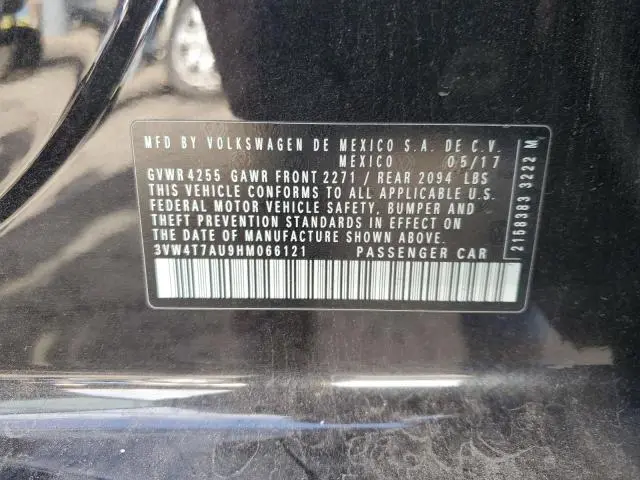 MFD BY VOLKSWAGEN DE MEXICO S.A. DE C.V.
MEXICO 05/17
GVWR 4255 GAWR FRONT 2271 / REAR 2094 LBS
THIS VEHICLE CONFORMS TO ALL APPLICABLE U.S.
FEDERAL MOTOR VEHICLE SAFETY, BUMPER AND
THEFT PREVENTION STANDARDS IN EFFECT ON
THE DATE OF MANUFACTURE SHOWN ABOVE.
3VW4T7AU9HM066121 PASSENGER CAR
2158383 3222 M